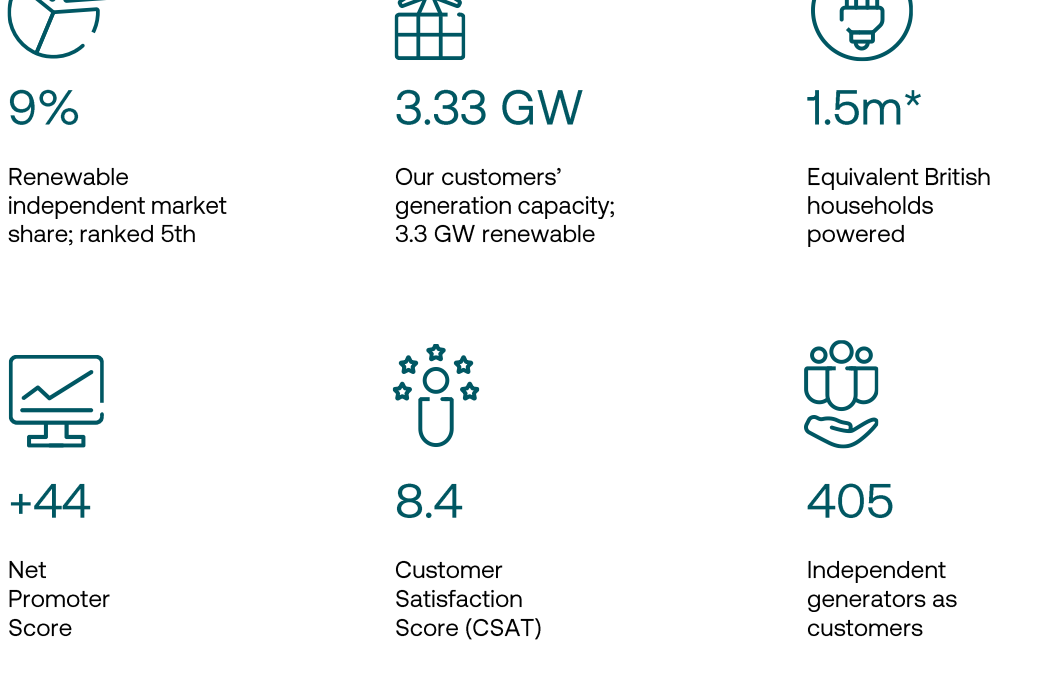 9%
Renewable
independent market
share; ranked 5th
3.33 GW
Our customers’
generation capacity;
3.3 GW renewable
1.5m*
Equivalent British
households
powered
+44
Net
Promoter
Score
8.4
Customer
Satisfaction
Score (CSAT)
405
Independent
generators as
customers